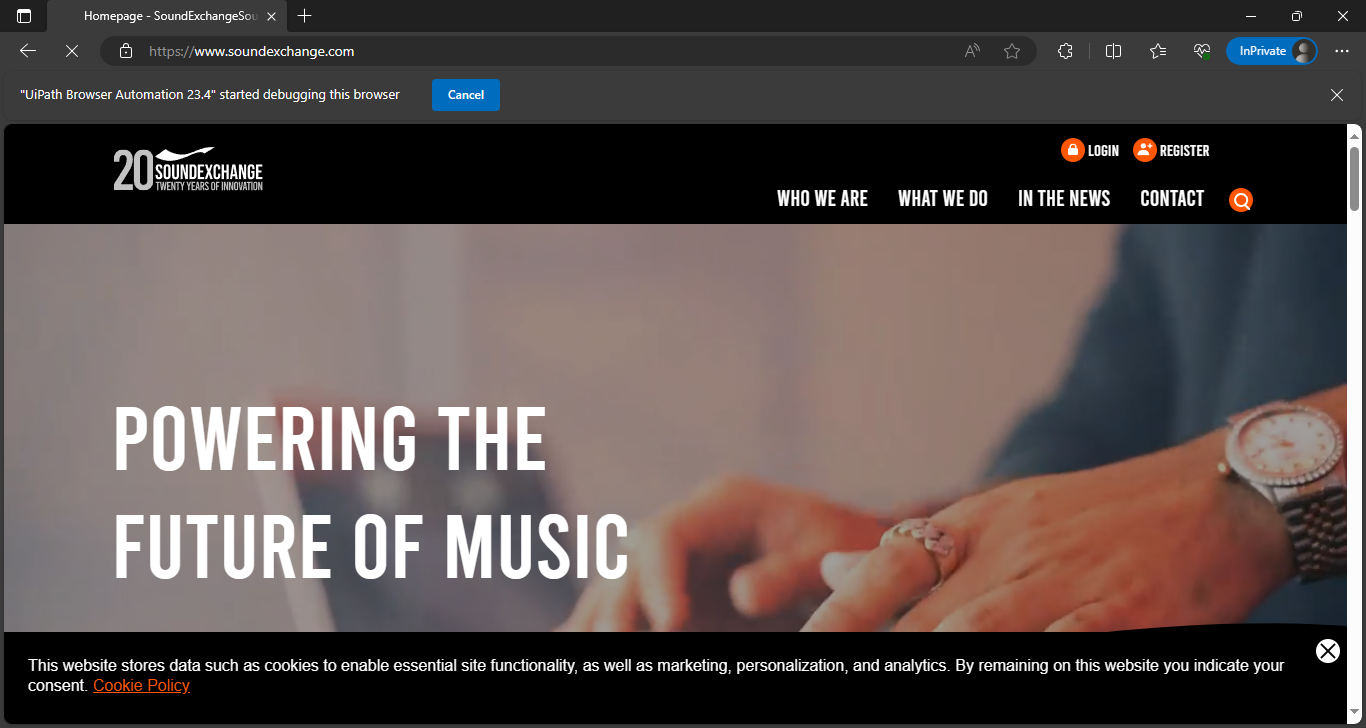 Homepage - SoundExchangeSou
https://www.soundexchange.com
InPrivate
"UiPath Browser Automation 23.4" started debugging this browser
Cancel
20 SOUNDEXCHANGE
TWENTY YEARS OF INNOVATION
LOGIN
REGISTER
WHO WE ARE
WHAT WE DO
IN THE NEWS
CONTACT
POWERING THE
FUTURE OF MUSIC
This website stores data such as cookies to enable essential site functionality, as well as marketing, personalization, and analytics. By remaining on this website you indicate your
consent. Cookie Policy